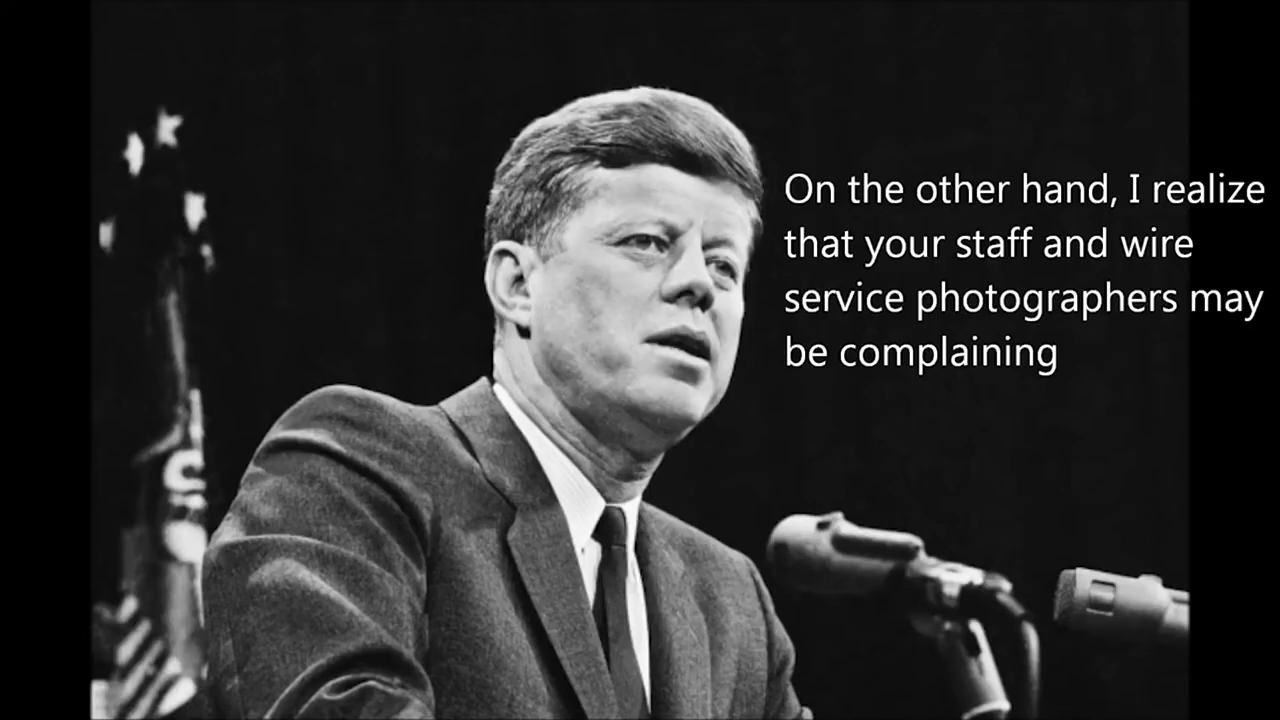 On the other hand, I realize
that your staff and wire
service photographers may
be complaining